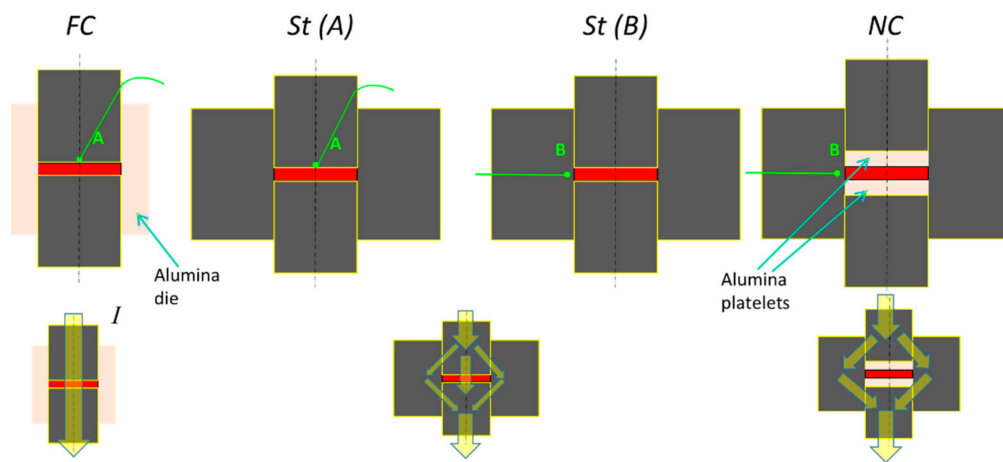 FC
St (A)
St (B)
NC
A
A
B
B
Alumina
die
Alumina
platelets
I